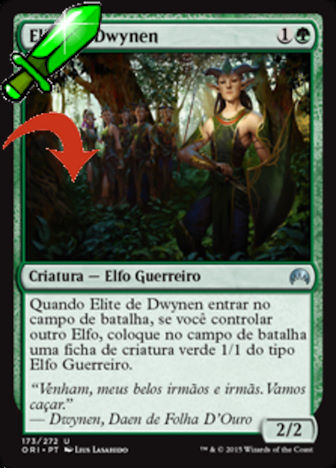 El Dwynen 1
Criatura — Elfo Guerreiro
Quando Elite de Dwynen entrar no
campo de batalha, se você controlar
outro Elfo, coloque no campo de batalha
uma ficha de criatura verde 1/1 do tipo
Elfo Guerreiro.
“Venham, meus belos irmãos e irmãs. Vamos
caçar.”
— Dwynen, Daen de Folha D'Ouro
2/2
173/272 U
ORI • PT Lius Lasahido
™ & © 2015 Wizards of the Coast